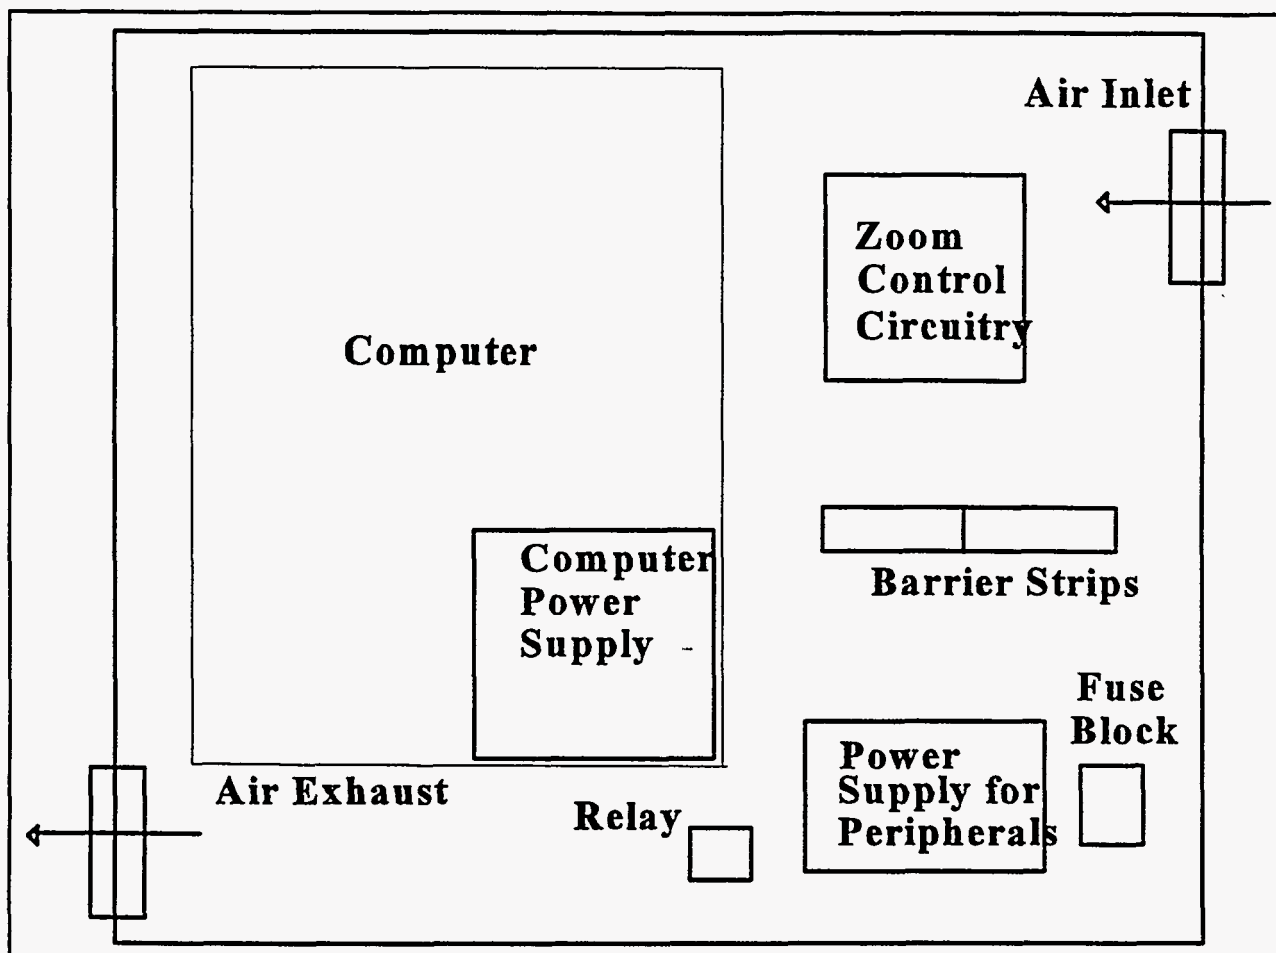 Air Inlet
Zoom
Control
Circuitry
Computer
Computer
Power
Supply
Barrier Strips
Fuse
Block
Power
Supply for
Peripherals
Air Exhaust
Relay